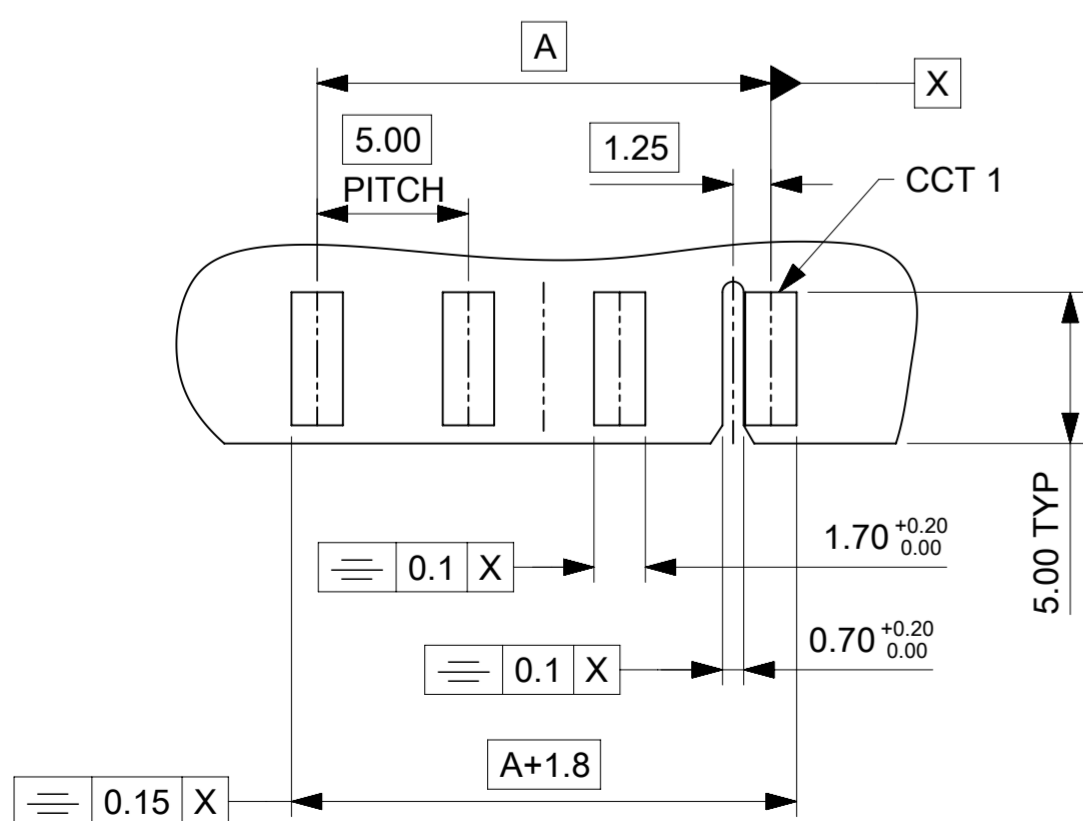 A
X
5.00
PITCH
1.25
CCT 1
5.00 TYP
1.70 +0.20 0.00
0.1 X
0.70 +0.20 0.00
0.1 X
A+1.8
0.15 X